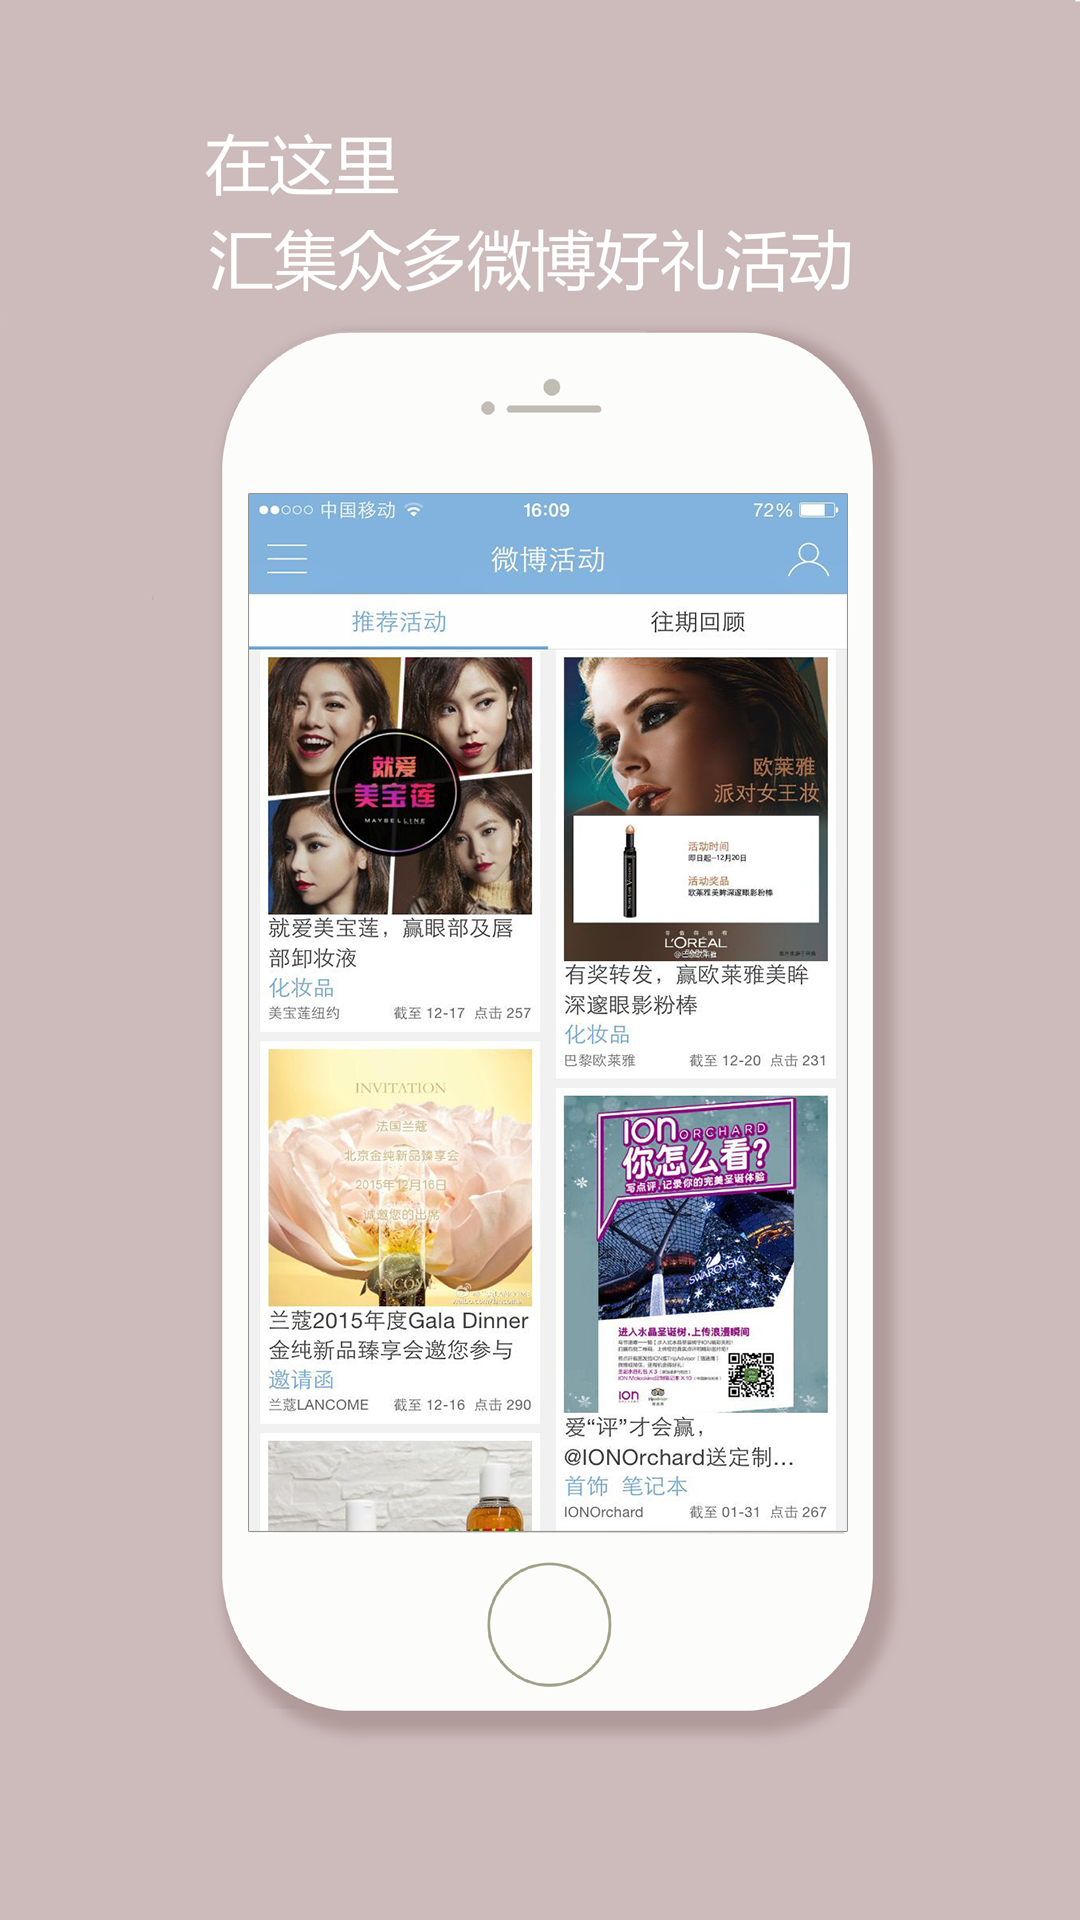 在这里
汇集众多微博好礼活动
中国移动
16:09
72%
微博活动
推荐活动
往期回顾
就爱
美宝莲
MAYBELLINE
就爱美宝莲，赢眼部及唇
部卸妆液
化妆品
美宝莲纽约 截至 12-17 点击 257
欧莱雅
派对女王妆
活动时间
即日起--12月20日
活动奖品
欧莱雅美眸深邃眼影粉棒
L'ORÉAL
有奖转发，赢欧莱雅美眸
深邃眼影粉棒
化妆品
巴黎欧莱雅 截至 12-20 点击 231
INVITATION
法国兰蔻
北京金纯新品臻享会
2015年12月16日
诚邀您的出席
LANCOME
兰蔻2015年度Gala Dinner
金纯新品臻享会邀您参与
邀请函
兰蔻LANCOME 截至 12-16 点击 290
ION ORCHARD
你怎么看?
写点评,记录你的完美圣诞体验
SWAROVSKI
进入水晶圣诞树,上传浪漫瞬间
ION
爱“评”才会赢，
@IONOrchard送定制...
首饰 笔记本
IONOrchard 截至 01-31 点击 267